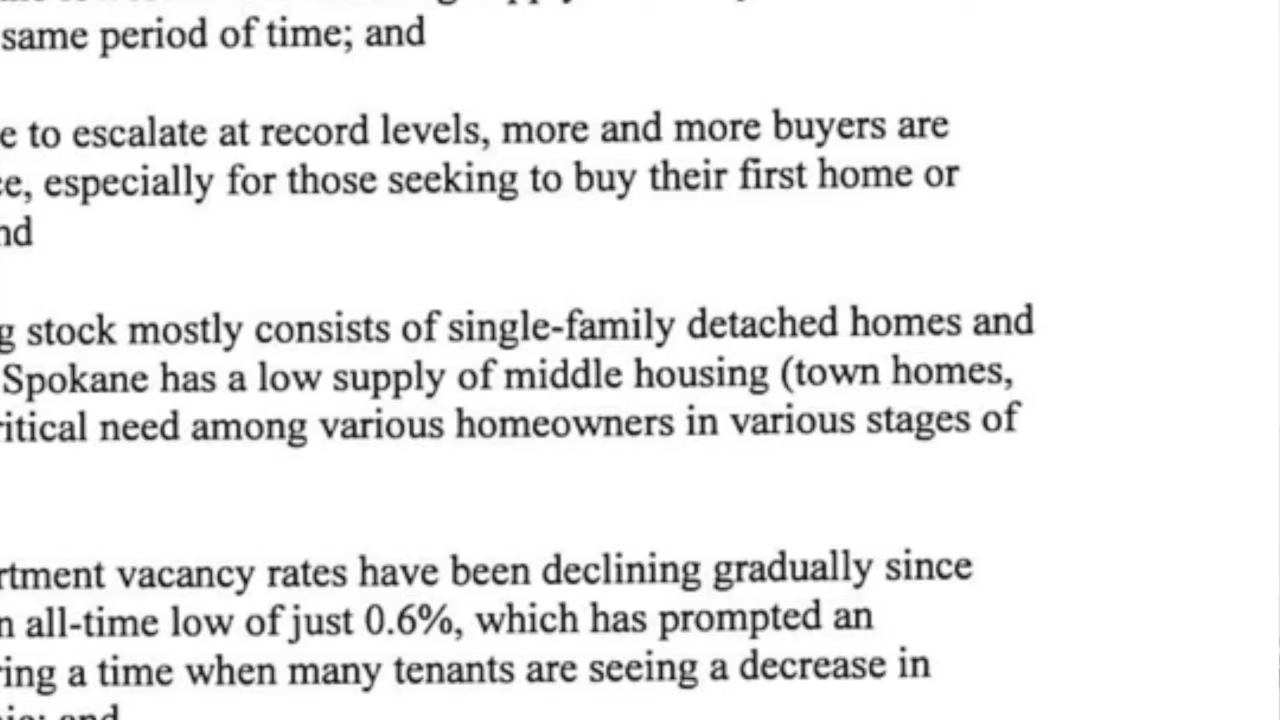 same period of time; and
e to escalate at record levels, more and more buyers are
ce, especially for those seeking to buy their first home or
nd
g stock mostly consists of single-family detached homes and
Spokane has a low supply of middle housing (town homes,
ritical need among various homeowners in various stages of
rtment vacancy rates have been declining gradually since
n all-time low of just 0.6%, which has prompted an
ring a time when many tenants are seeing a decrease in
and